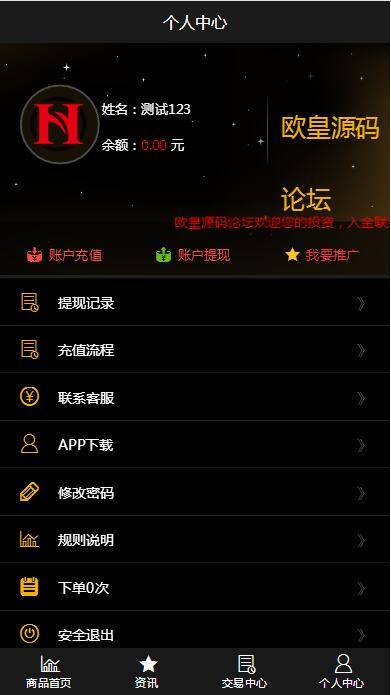 个人中心
姓名：测试123
余额：0.00 元
欧皇源码
论坛
欧皇源码论坛欢迎您的投资，入全联
账户充值
账户提现
我要推广
提现记录
充值流程
联系客服
APP下载
修改密码
规则说明
下单0次
安全退出
商品首页
资讯
交易中心
个人中心